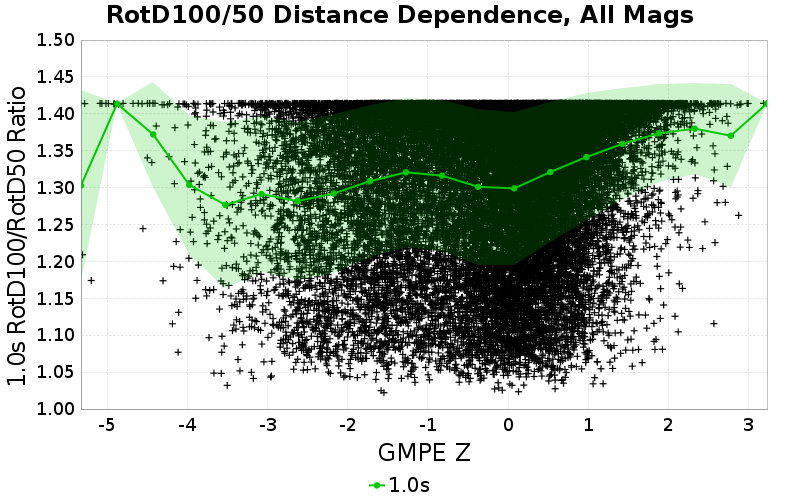 RotD100/50 Distance Dependence, All Mags
1.0s RotD100/RotD50 Ratio
1.50
1.45
1.40
1.35
1.30
1.25
1.20
1.15
1.10
1.05
1.00
-5 -4 -3 -2 -1 0 1 2 3
GMPE Z
1.0s